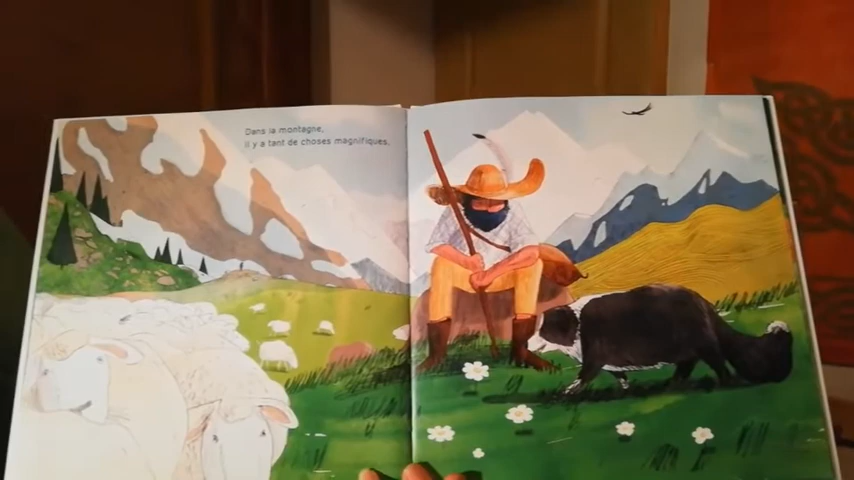 Dans la montagne,
il y a tant de choses magnifiques,